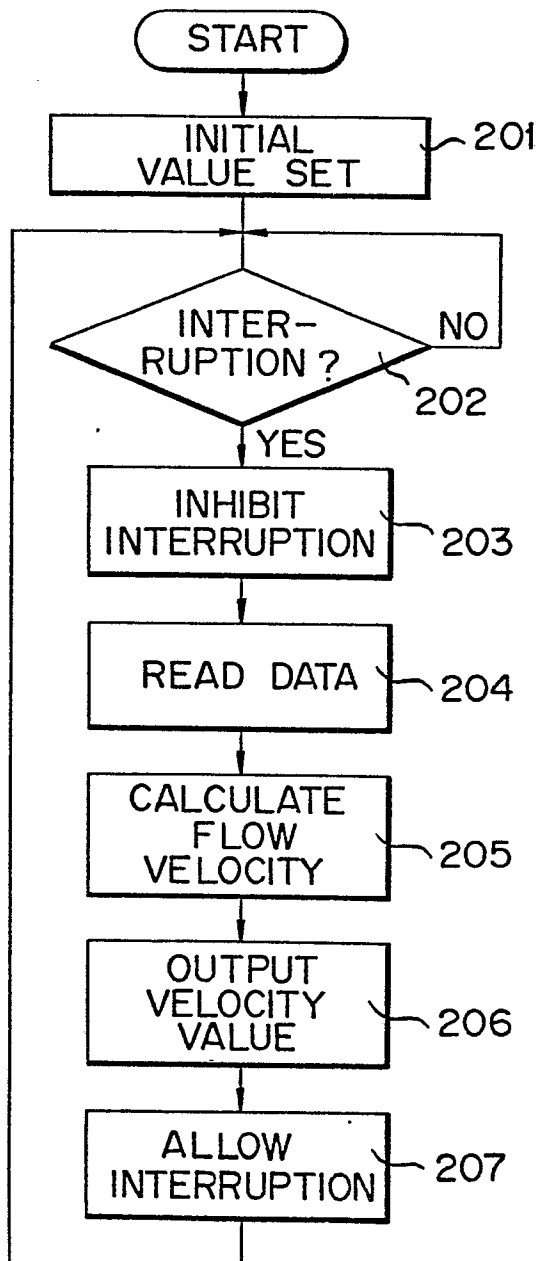 START
INITIAL
VALUE SET
201
INTER-
RUPTION ?
NO
202
YES
INHIBIT
INTERRUPTION
203
READ DATA
204
CALCULATE
FLOW
VELOCITY
205
OUTPUT
VELOCITY
VALUE
206
ALLOW
INTERRUPTION
207